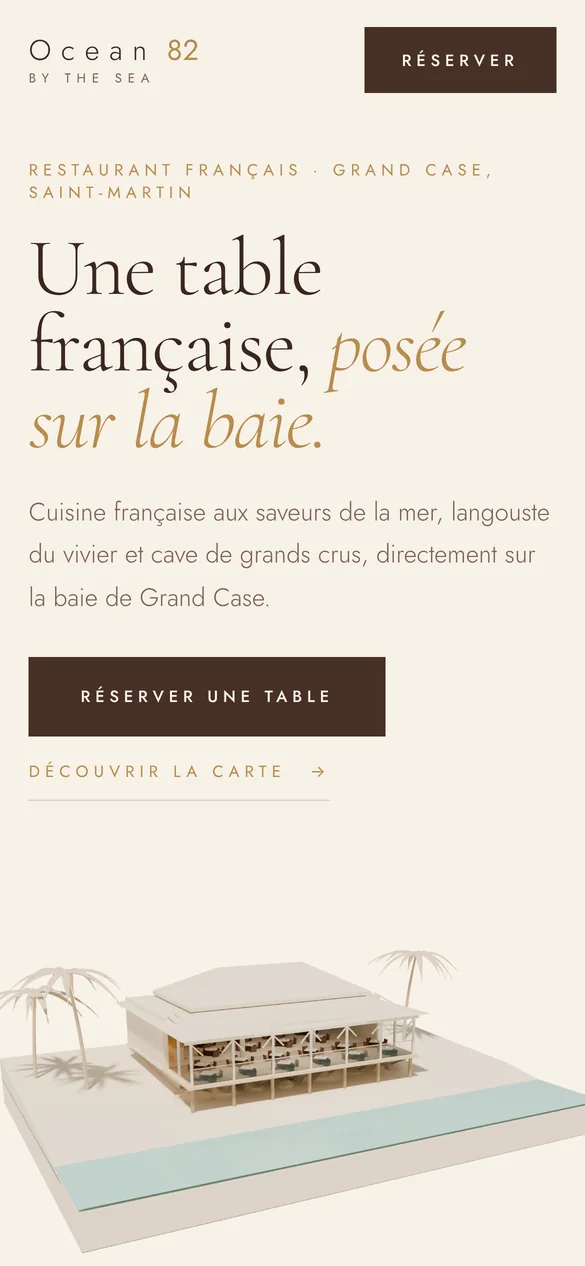 Ocean 82
BY THE SEA
RÉSERVER
RESTAURANT FRANÇAIS · GRAND CASE,
SAINT-MARTIN
Une table
française, posée
sur la baie.
Cuisine française aux saveurs de la mer, langouste
du vivier et cave de grands crus, directement sur
la baie de Grand Case.
RÉSERVER UNE TABLE
DÉCOUVRIR LA CARTE →